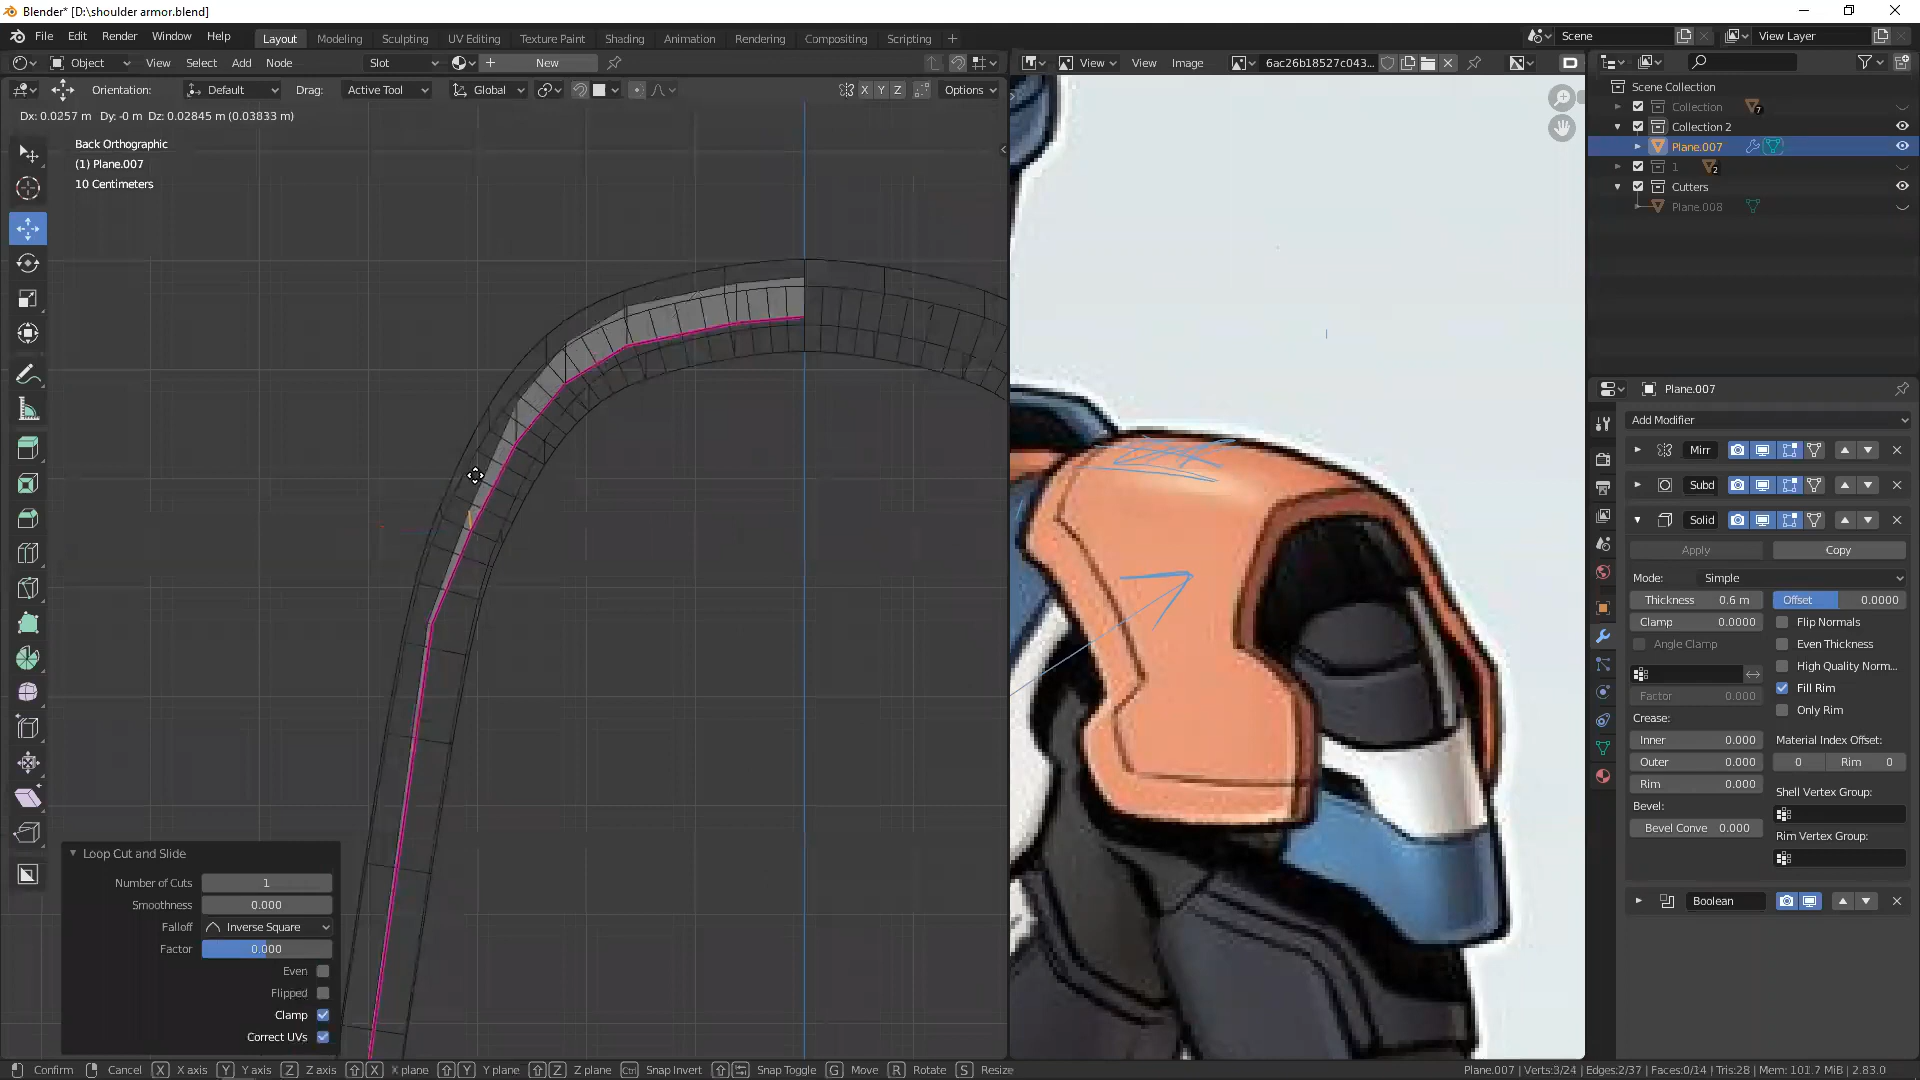 Blender* [D:\shoulder armor.blend]
File Edit Render Window Help
Layout Modeling Sculpting UV Editing Texture Paint Shading Animation Rendering Compositing Scripting
Scene View Layer
Object View Select Add Node Slot New
View View Image 6ac26b18527c043...
Orientation: Default Drag: Active Tool Global X Y Z Options
Dx: 0.0257 m Dy: -0 m Dz: 0.02845 m (0.03833 m)
Back Orthographic
(1) Plane.007
10 Centimeters
Scene Collection
Collection 7
Collection 2
Plane.007
1 2
Cutters
Plane.008
Plane.007
Add Modifier
Mirr
Subd
Solid
Apply Copy
Mode: Simple
Thickness 0.6 m Offset 0.0000
Clamp 0.0000 Flip Normals
Angle Clamp Even Thickness
High Quality Norm...
Factor 0.000 Fill Rim
Crease: Only Rim
Inner 0.000 Material Index Offset:
Outer 0.000 0 Rim 0
Rim 0.000 Shell Vertex Group:
Bevel:
Bevel Conve 0.000 Rim Vertex Group:
Boolean
Loop Cut and Slide
Number of Cuts 1
Smoothness 0.000
Falloff Inverse Square
Factor 0.000
Even
Flipped
Clamp
Correct UVs
Confirm Cancel X X axis Y Y axis Z Z axis X X plane Y Y plane Z Z plane Ctrl Snap Invert Snap Toggle G Move R Rotate S Resize
Plane.007 | Verts:3/24 | Edges:2/37 | Faces:0/14 | Tris:28 | Mem: 101.7 MiB | 2.83.0